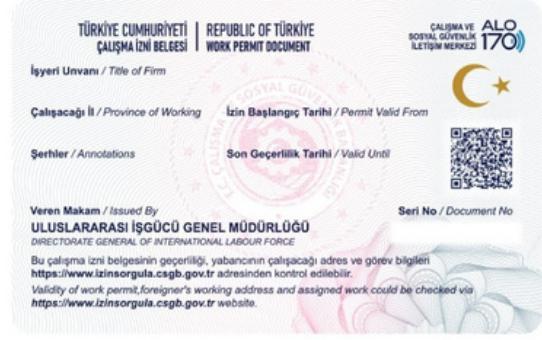 TÜRKİYE CUMHURİYETİ | REPUBLIC OF TÜRKİYE
ÇALIŞMA İZNİ BELGESİ | WORK PERMIT DOCUMENT
ÇALIŞMA VE
SOSYAL GÜVENLİK
İLETİŞİM MERKEZİ
ALO
170
İşyeri Unvanı / Title of Firm
Çalışacağı İl / Province of Working
İzin Başlangıç Tarihi / Permit Valid From
Şerhler / Annotations
Son Geçerlilik Tarihi / Valid Until
T.C. ÇALIŞMA VE SOSYAL GÜVENLİK BAKANLIĞI
Veren Makam / Issued By
Seri No / Document No
ULUSLARARASI İŞGÜCÜ GENEL MÜDÜRLÜĞÜ
DIRECTORATE GENERAL OF INTERNATIONAL LABOUR FORCE
Bu çalışma izni belgesinin geçerliliği, yabancının çalışacağı adres ve görev bilgileri
https://www.izinsorgula.csgb.gov.tr adresinden kontrol edilebilir.
Validity of work permit,foreigner's working address and assigned work could be checked via
https://www.izinsorgula.csgb.gov.tr website.